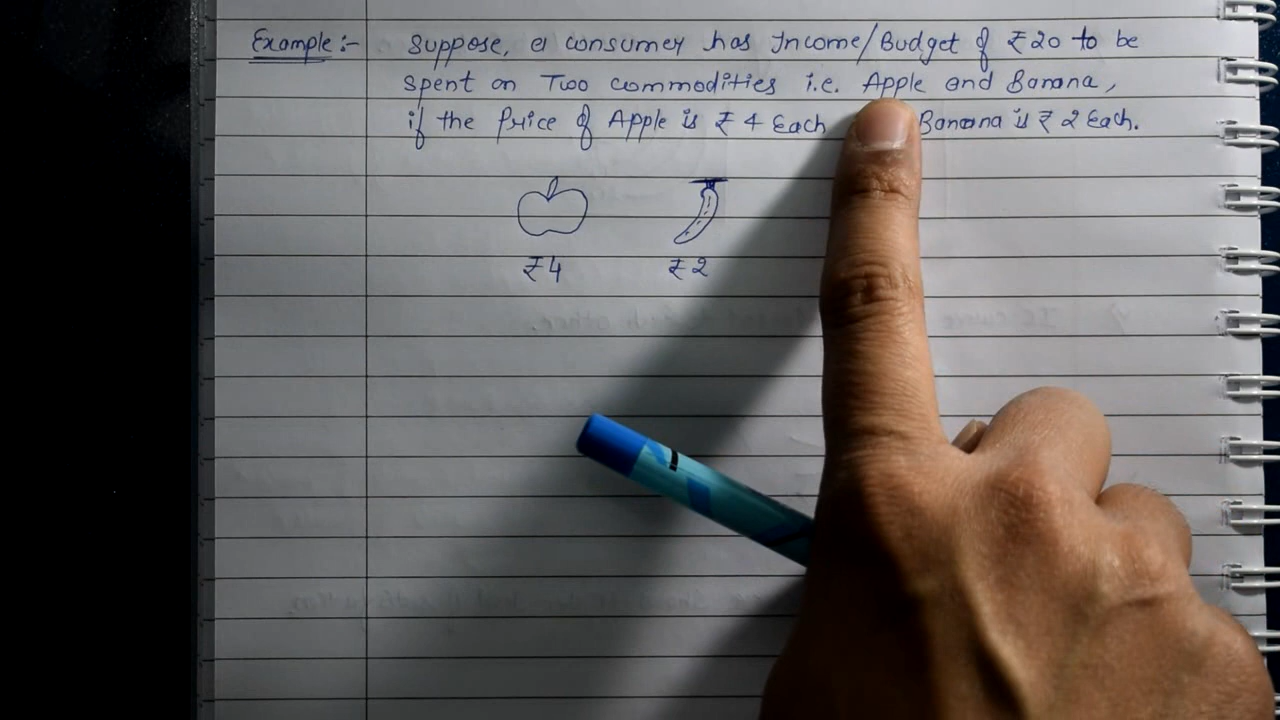 Example:- Suppose, a consumer has Income/Budget of ₹20 to be
spent on Two commodities i.e. Apple and Banana,
if the Price of Apple is ₹ 4 Each Banana is ₹ 2 Each.
₹4 ₹2